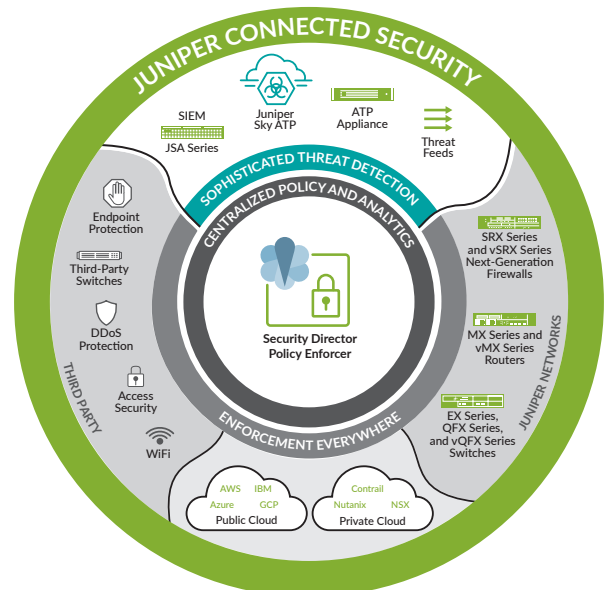 JUNIPER CONNECTED SECURITY
SIEM
JSA Series
Juniper
Sky ATP
ATP
Appliance
Threat
Feeds
SOPHISTICATED THREAT DETECTION
CENTRALIZED POLICY AND ANALYTICS
Security Director
Policy Enforcer
ENFORCEMENT EVERYWHERE
Endpoint
Protection
Third-Party
Switches
DDoS
Protection
Access
Security
WiFi
THIRD PARTY
SRX Series
and vSRX Series
Next-Generation
Firewalls
MX Series and
vMX Series
Routers
EX Series,
QFX Series,
and vQFX Series
Switches
JUNIPER NETWORKS
AWS IBM
Azure GCP
Public Cloud
Contrail
Nutanix NSX
Private Cloud